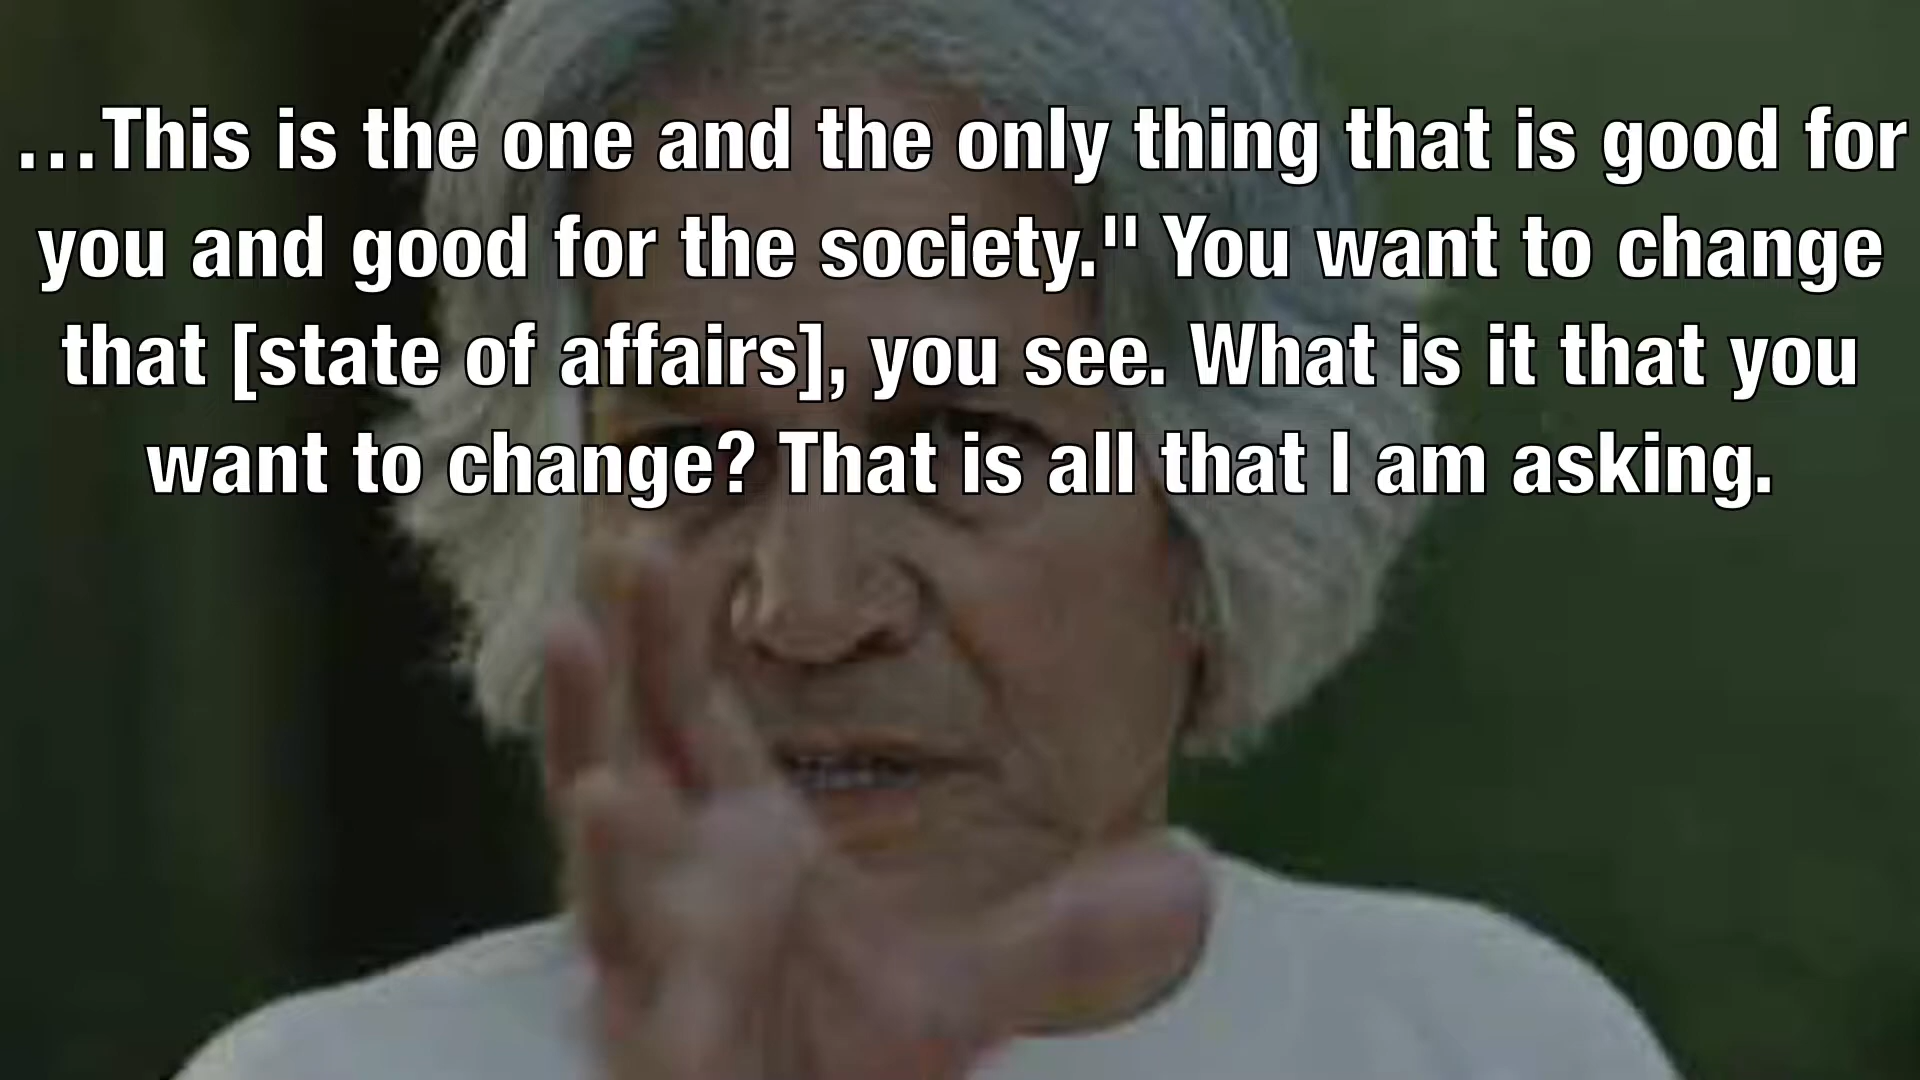 …This is the one and the only thing that is good for
you and good for the society." You want to change
that [state of affairs], you see. What is it that you
want to change? That is all that I am asking.